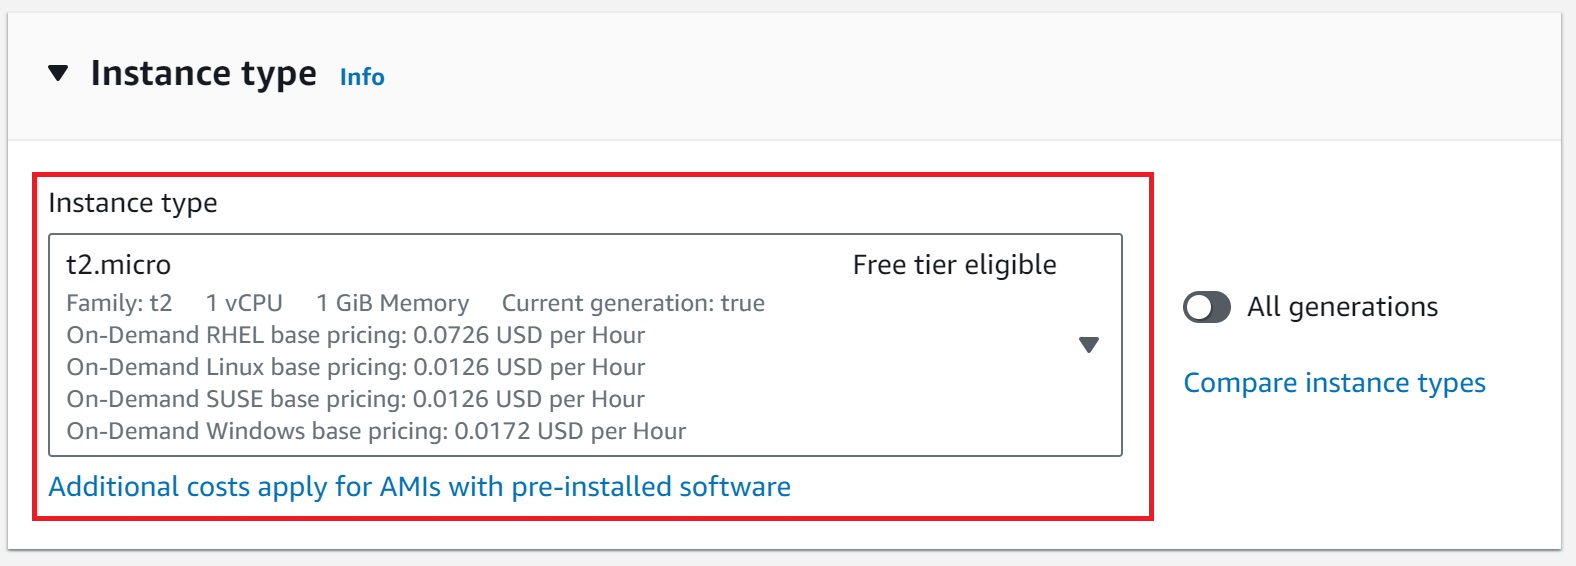 Instance type Info
Instance type
t2.micro Free tier eligible
Family: t2 1 vCPU 1 GiB Memory Current generation: true
On-Demand RHEL base pricing: 0.0726 USD per Hour
On-Demand Linux base pricing: 0.0126 USD per Hour
On-Demand SUSE base pricing: 0.0126 USD per Hour
On-Demand Windows base pricing: 0.0172 USD per Hour
Additional costs apply for AMIs with pre-installed software
All generations
Compare instance types